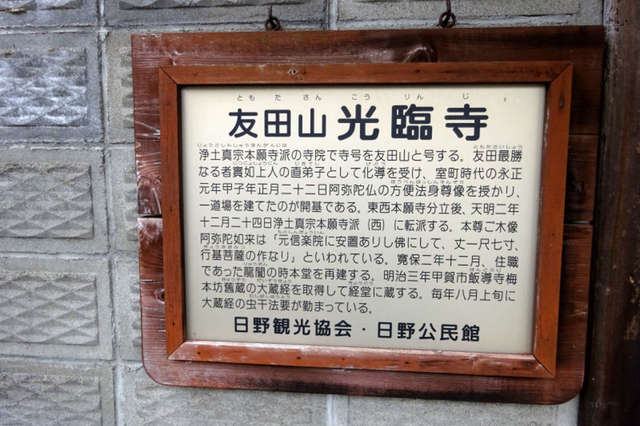 友田山 光臨寺
浄土真宗本願寺派の寺院で寺号を友田山と号する。友田最勝
なる者實如上人の直弟子として化導を受け、室町時代の永正
元年甲子年正月二十二日阿弥陀仏の方便法身尊像を授かり、
一道場を建てたのが開基である。東西本願寺分立後、天明二年
十二月二十四日浄土真宗本願寺派（西）に転派する。本尊ご木像
阿弥陀如来は「元信楽院に安置ありし佛にして、丈一尺七寸、
行基菩薩の作なり」といわれている。寛保二年十二月、住職
であった龍闡の時本堂を再建する。明治三年甲賀市飯導寺梅
本坊舊蔵の大蔵経を取得して経堂に蔵する。毎年八月上旬に
大蔵経の虫干法要が勤まっている。
日野観光協会・日野公民館